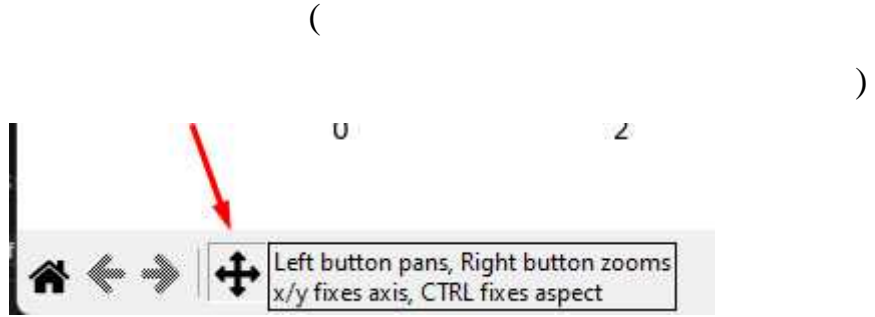 (
)
0 2
Left button pans, Right button zooms
x/y fixes axis, CTRL fixes aspect